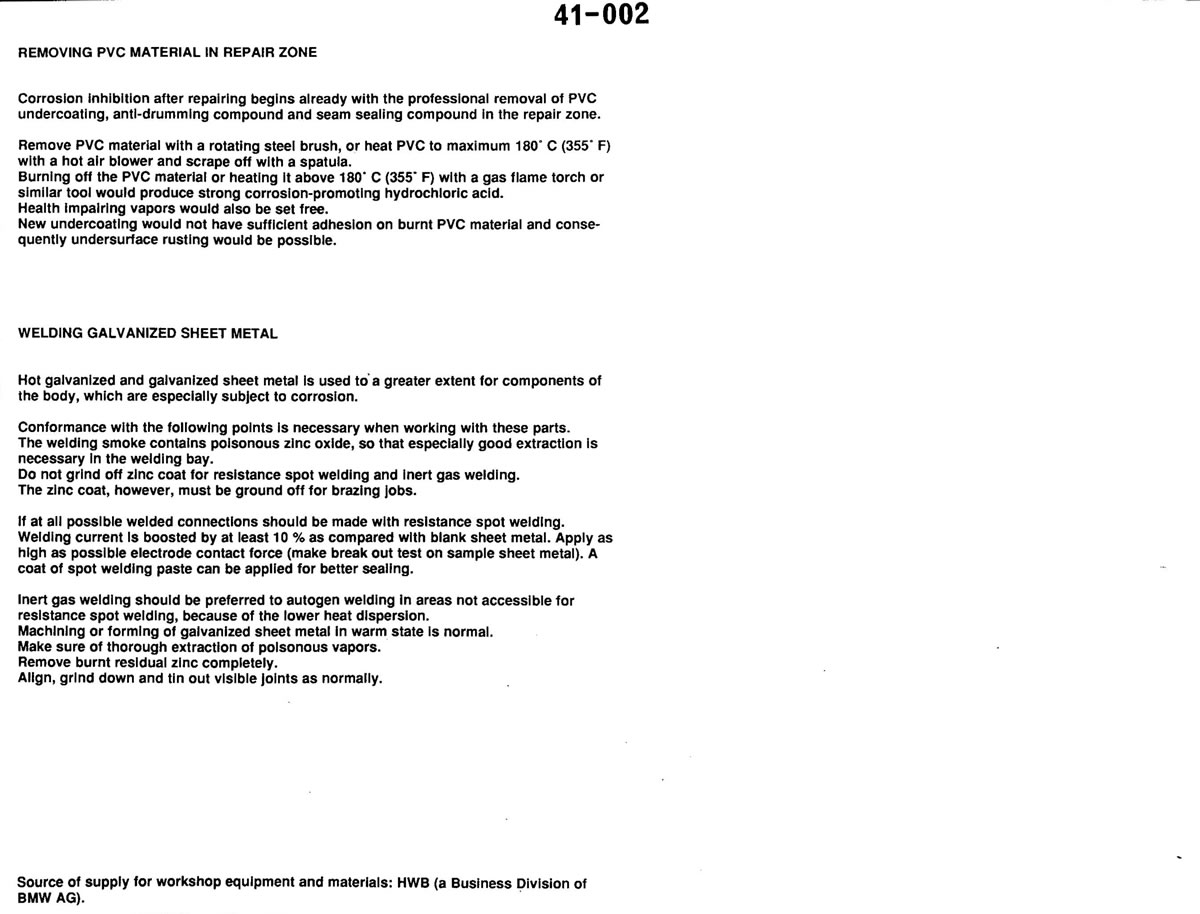 41-002
REMOVING PVC MATERIAL IN REPAIR ZONE
Corrosion inhibition after repairing begins already with the professional removal of PVC
undercoating, anti-drumming compound and seam sealing compound in the repair zone.
Remove PVC material with a rotating steel brush, or heat PVC to maximum 180° C (355° F)
with a hot air blower and scrape off with a spatula.
Burning off the PVC material or heating it above 180° C (355° F) with a gas flame torch or
similar tool would produce strong corrosion-promoting hydrochloric acid.
Health impairing vapors would also be set free.
New undercoating would not have sufficient adhesion on burnt PVC material and conse-
quently undersurface rusting would be possible.
WELDING GALVANIZED SHEET METAL
Hot galvanized and galvanized sheet metal is used to a greater extent for components of
the body, which are especially subject to corrosion.
Conformance with the following points is necessary when working with these parts.
The welding smoke contains poisonous zinc oxide, so that especially good extraction is
necessary in the welding bay.
Do not grind off zinc coat for resistance spot welding and inert gas welding.
The zinc coat, however, must be ground off for brazing jobs.
If at all possible welded connections should be made with resistance spot welding.
Welding current is boosted by at least 10 % as compared with blank sheet metal. Apply as
high as possible electrode contact force (make break out test on sample sheet metal). A
coat of spot welding paste can be applied for better sealing.
Inert gas welding should be preferred to autogen welding in areas not accessible for
resistance spot welding, because of the lower heat dispersion.
Machining or forming of galvanized sheet metal in warm state is normal.
Make sure of thorough extraction of poisonous vapors.
Remove burnt residual zinc completely.
Align, grind down and tin out visible joints as normally.
Source of supply for workshop equipment and materials: HWB (a Business Division of
BMW AG).